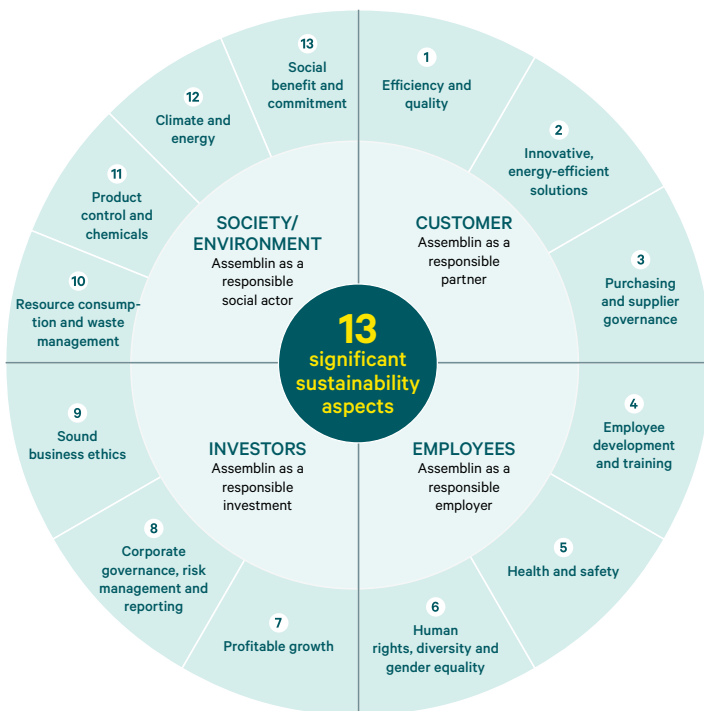 13
significant
sustainability
aspects
CUSTOMER
Assemblin as a
responsible
partner
1
Efficiency and
quality
2
Innovative,
energy-efficient
solutions
3
Purchasing
and supplier
governance
EMPLOYEES
Assemblin as a
responsible
employer
4
Employee
development
and training
5
Health and safety
6
Human
rights, diversity and
gender equality
INVESTORS
Assemblin as a
responsible
investment
7
Profitable growth
8
Corporate
governance, risk
management and
reporting
9
Sound
business ethics
SOCIETY/
ENVIRONMENT
Assemblin as a
responsible
social actor
10
Resource consump-
tion and waste
management
11
Product
control and
chemicals
12
Climate and
energy
13
Social
benefit and
commitment